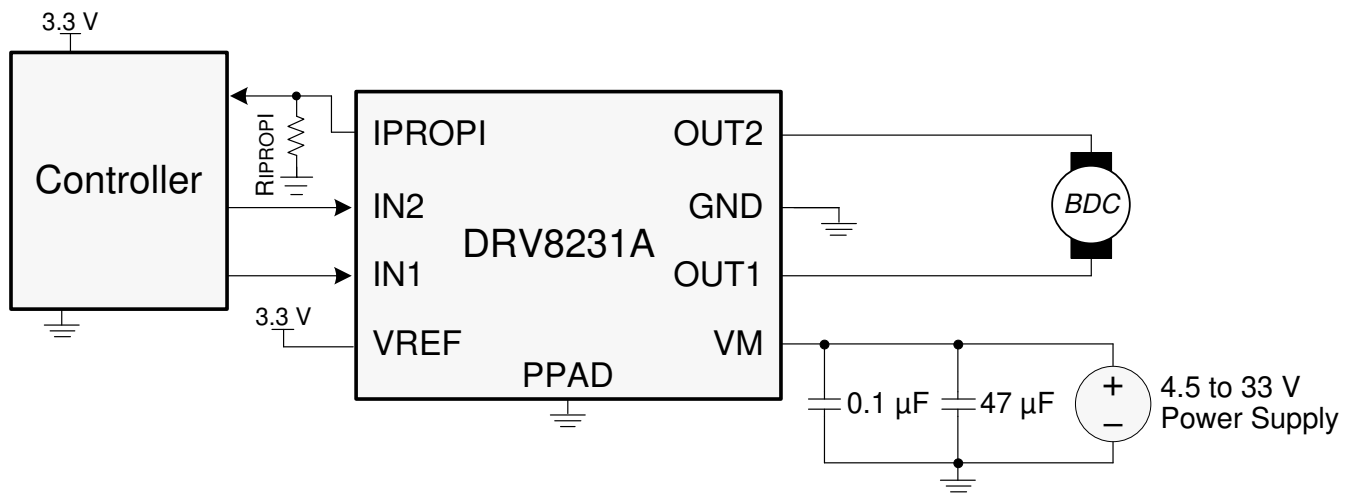 3.3 V
Controller
RIPROPI
IPROPI
IN2
IN1
3.3 V
VREF
DRV8231A
PPAD
OUT2
GND
OUT1
VM
BDC
0.1 µF
47 µF
+
–
4.5 to 33 V
Power Supply